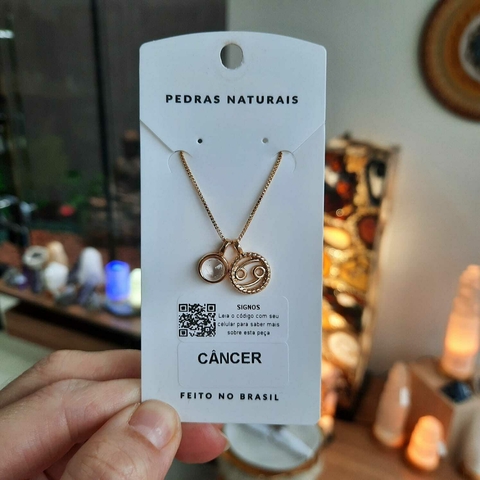 PEDRAS NATURAIS
SIGNOS
Leia o código com seu
celular para saber mais
sobre esta peça
CÂNCER
FEITO NO BRASIL